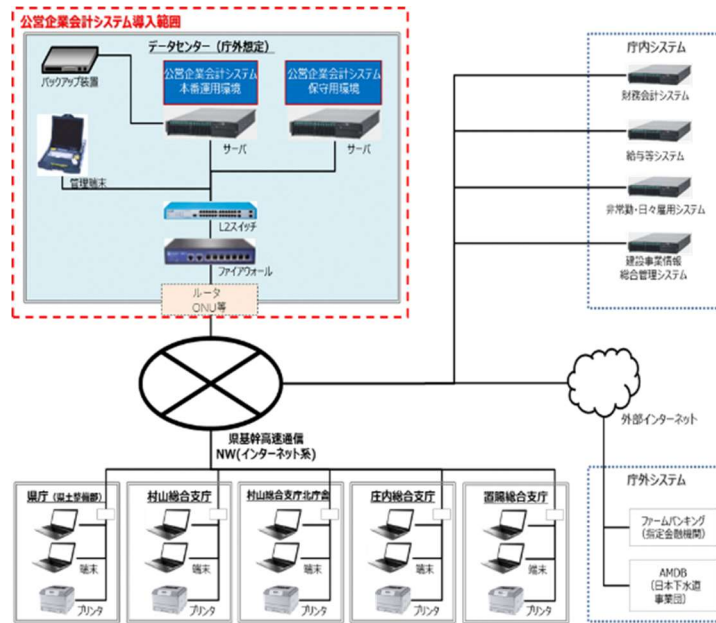 公営企業会計システム導入範囲
データセンター（庁外想定）
バックアップ装置
公営企業会計システム
本番運用環境
公営企業会計システム
保守用環境
サーバ
サーバ
管理端末
L2スイッチ
ファイアウォール
ルータ
ONU等
庁内システム
財務会計システム
給与等システム
非常勤・日々雇用システム
建設事業情報
総合管理システム
県基幹高速通信
NW(インターネット系)
外部インターネット
県庁（県土整備部）
端末
プリンタ
村山総合支庁
端末
プリンタ
村山総合支庁北庁舎
端末
プリンタ
庄内総合支庁
端末
プリンタ
置賜総合支庁
端末
プリンタ
庁外システム
ファームバンキング
（指定金融機関）
AMDB
（日本下水道
事業団）